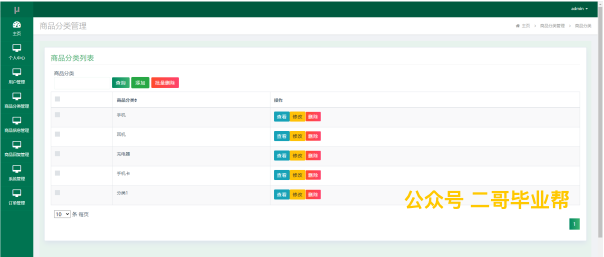 μ
admin
主页
个人中心
用户管理
商品分类管理
商品信息管理
商品回收管理
系统管理
订单管理
商品分类管理
主页 › 商品分类管理 › 商品分类
商品分类列表
商品分类
查询 添加 批量删除
商品分类 操作
手机 查看 修改 删除
耳机 查看 修改 删除
充电器 查看 修改 删除
手机卡 查看 修改 删除
分类1 查看 修改 删除
10 条 每页
1
公众号 二哥毕业帮